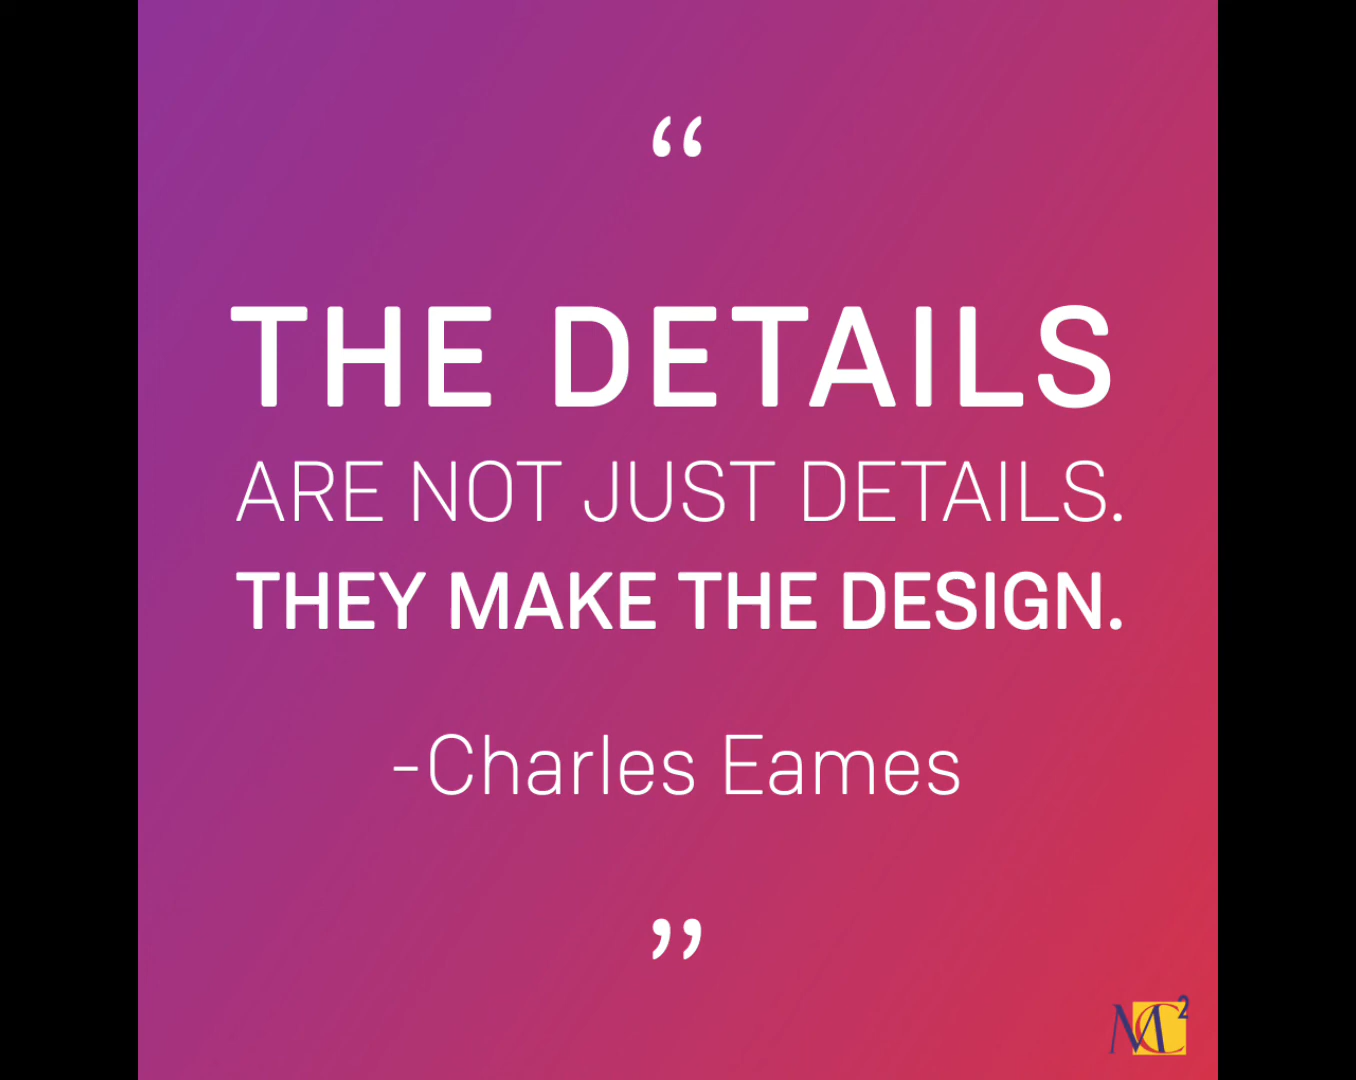 “
THE DETAILS
ARE NOT JUST DETAILS.
THEY MAKE THE DESIGN.
-Charles Eames
”
MC²